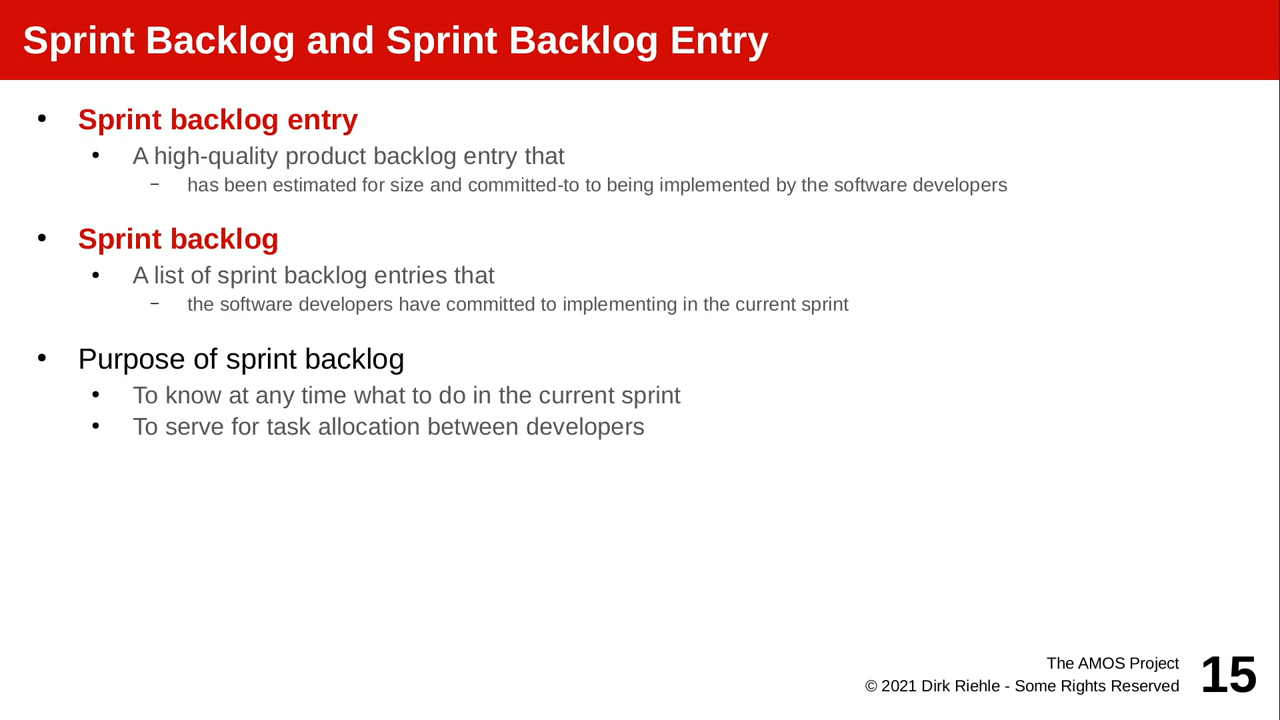 Sprint Backlog and Sprint Backlog Entry
• Sprint backlog entry
• A high-quality product backlog entry that
– has been estimated for size and committed-to to being implemented by the software developers
• Sprint backlog
• A list of sprint backlog entries that
– the software developers have committed to implementing in the current sprint
• Purpose of sprint backlog
• To know at any time what to do in the current sprint
• To serve for task allocation between developers
The AMOS Project
© 2021 Dirk Riehle - Some Rights Reserved
15